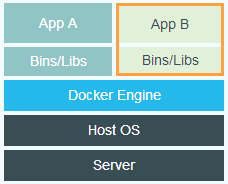 App A
App B
Bins/Libs
Bins/Libs
Docker Engine
Host OS
Server